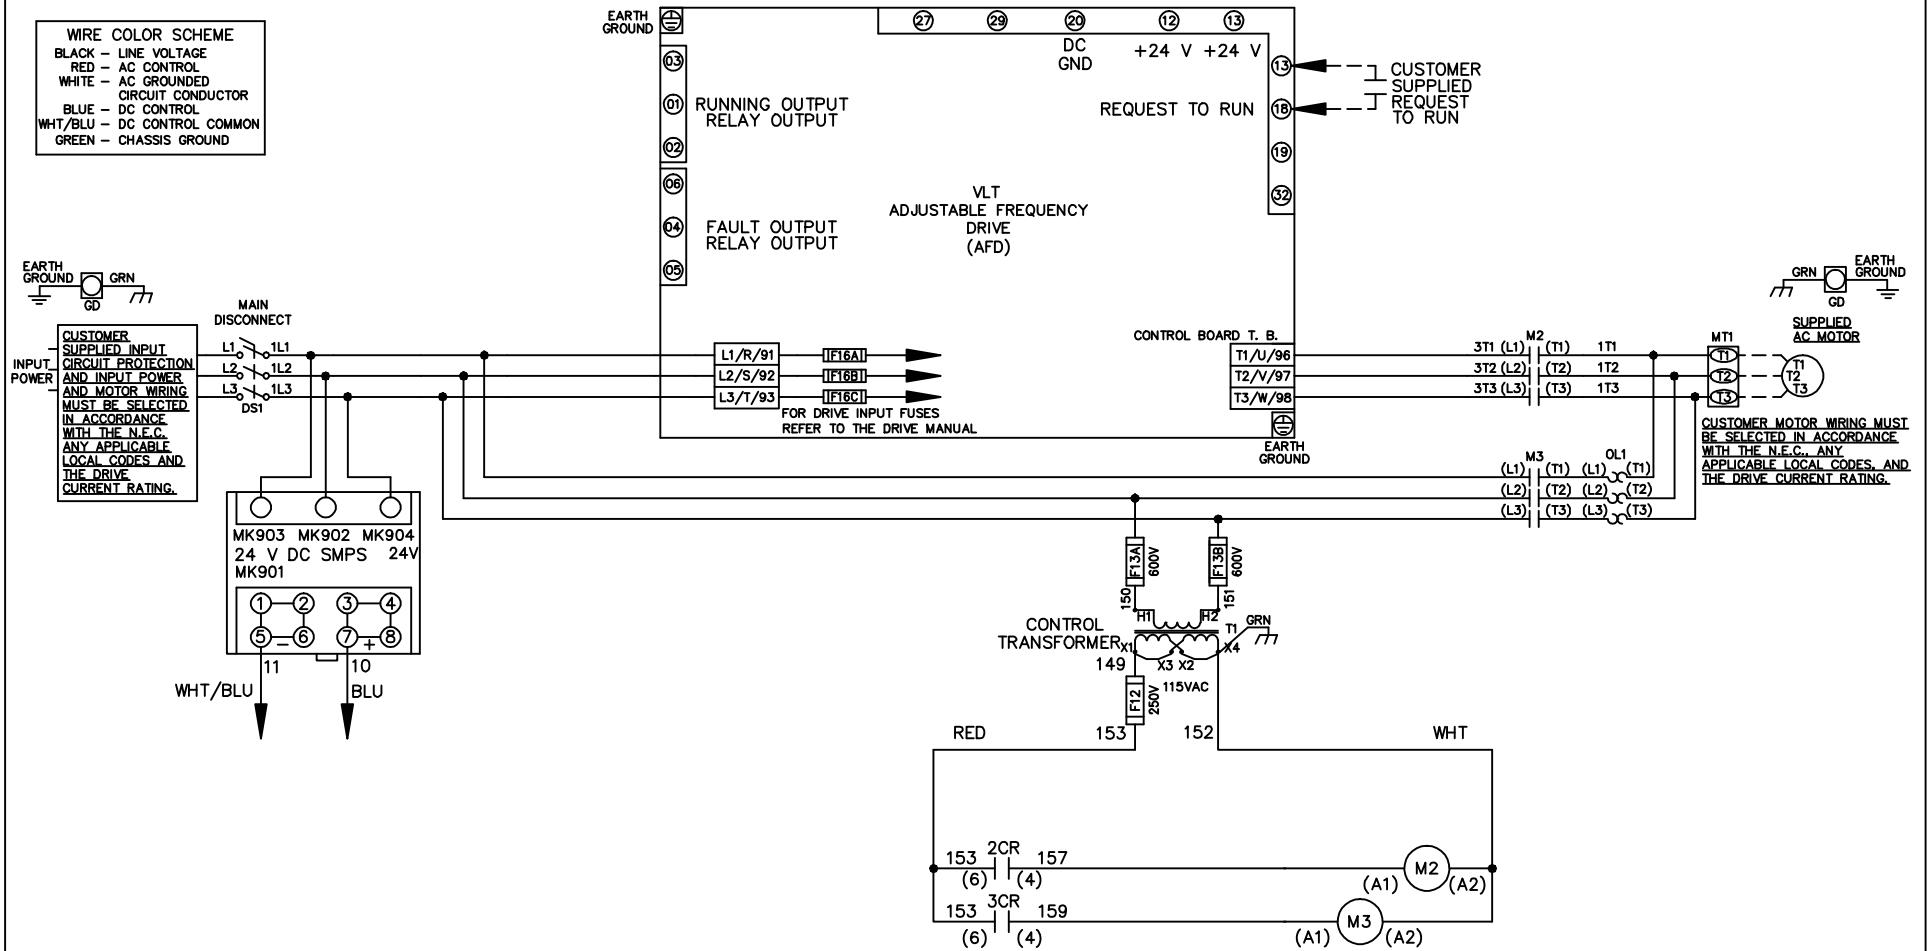 WIRE COLOR SCHEME
BLACK – LINE VOLTAGE
RED – AC CONTROL
WHITE – AC GROUNDED
CIRCUIT CONDUCTOR
BLUE – DC CONTROL
WHT/BLU – DC CONTROL COMMON
GREEN – CHASSIS GROUND
EARTH
GROUND
27
29
20
12
13
DC
GND
+24 V
+24 V
03
01
02
RUNNING OUTPUT
RELAY OUTPUT
06
04
05
FAULT OUTPUT
RELAY OUTPUT
VLT
ADJUSTABLE FREQUENCY
DRIVE
(AFD)
REQUEST TO RUN
13
18
19
32
CUSTOMER
SUPPLIED
REQUEST
TO RUN
EARTH
GROUND
GRN
GD
INPUT
POWER
CUSTOMER
SUPPLIED INPUT
CIRCUIT PROTECTION
AND INPUT POWER
AND MOTOR WIRING
MUST BE SELECTED
IN ACCORDANCE
WITH THE N.E.C.
ANY APPLICABLE
LOCAL CODES AND
THE DRIVE
CURRENT RATING.
MAIN
DISCONNECT
L1
1L1
L2
1L2
L3
1L3
DS1
L1/R/91
L2/S/92
L3/T/93
F16A
F16B
F16C
FOR DRIVE INPUT FUSES
REFER TO THE DRIVE MANUAL
CONTROL BOARD T. B.
T1/U/96
T2/V/97
T3/W/98
EARTH
GROUND
M2
3T1 (L1) (T1) 1T1
3T2 (L2) (T2) 1T2
3T3 (L3) (T3) 1T3
MT1
T1
T2
T3
GRN
GD
EARTH
GROUND
SUPPLIED
AC MOTOR
T1
T2
T3
CUSTOMER MOTOR WIRING MUST
BE SELECTED IN ACCORDANCE
WITH THE N.E.C., ANY
APPLICABLE LOCAL CODES, AND
THE DRIVE CURRENT RATING.
M3
OL1
(L1) (T1) (L1) (T1)
(L2) (T2) (L2) (T2)
(L3) (T3) (L3) (T3)
MK903 MK902 MK904
24 V DC SMPS 24V
MK901
1 2 3 4
5 – 6 7 + 8
11
10
WHT/BLU
BLU
F13A
600V
F13B
600V
150
151
H1
H2
CONTROL
TRANSFORMER
T1
GRN
X1
X3 X2
X4
149
115VAC
F12
250V
RED
153
152
WHT
2CR
153
157
(6) (4)
M2
(A1) (A2)
3CR
153
159
(6) (4)
M3
(A1) (A2)